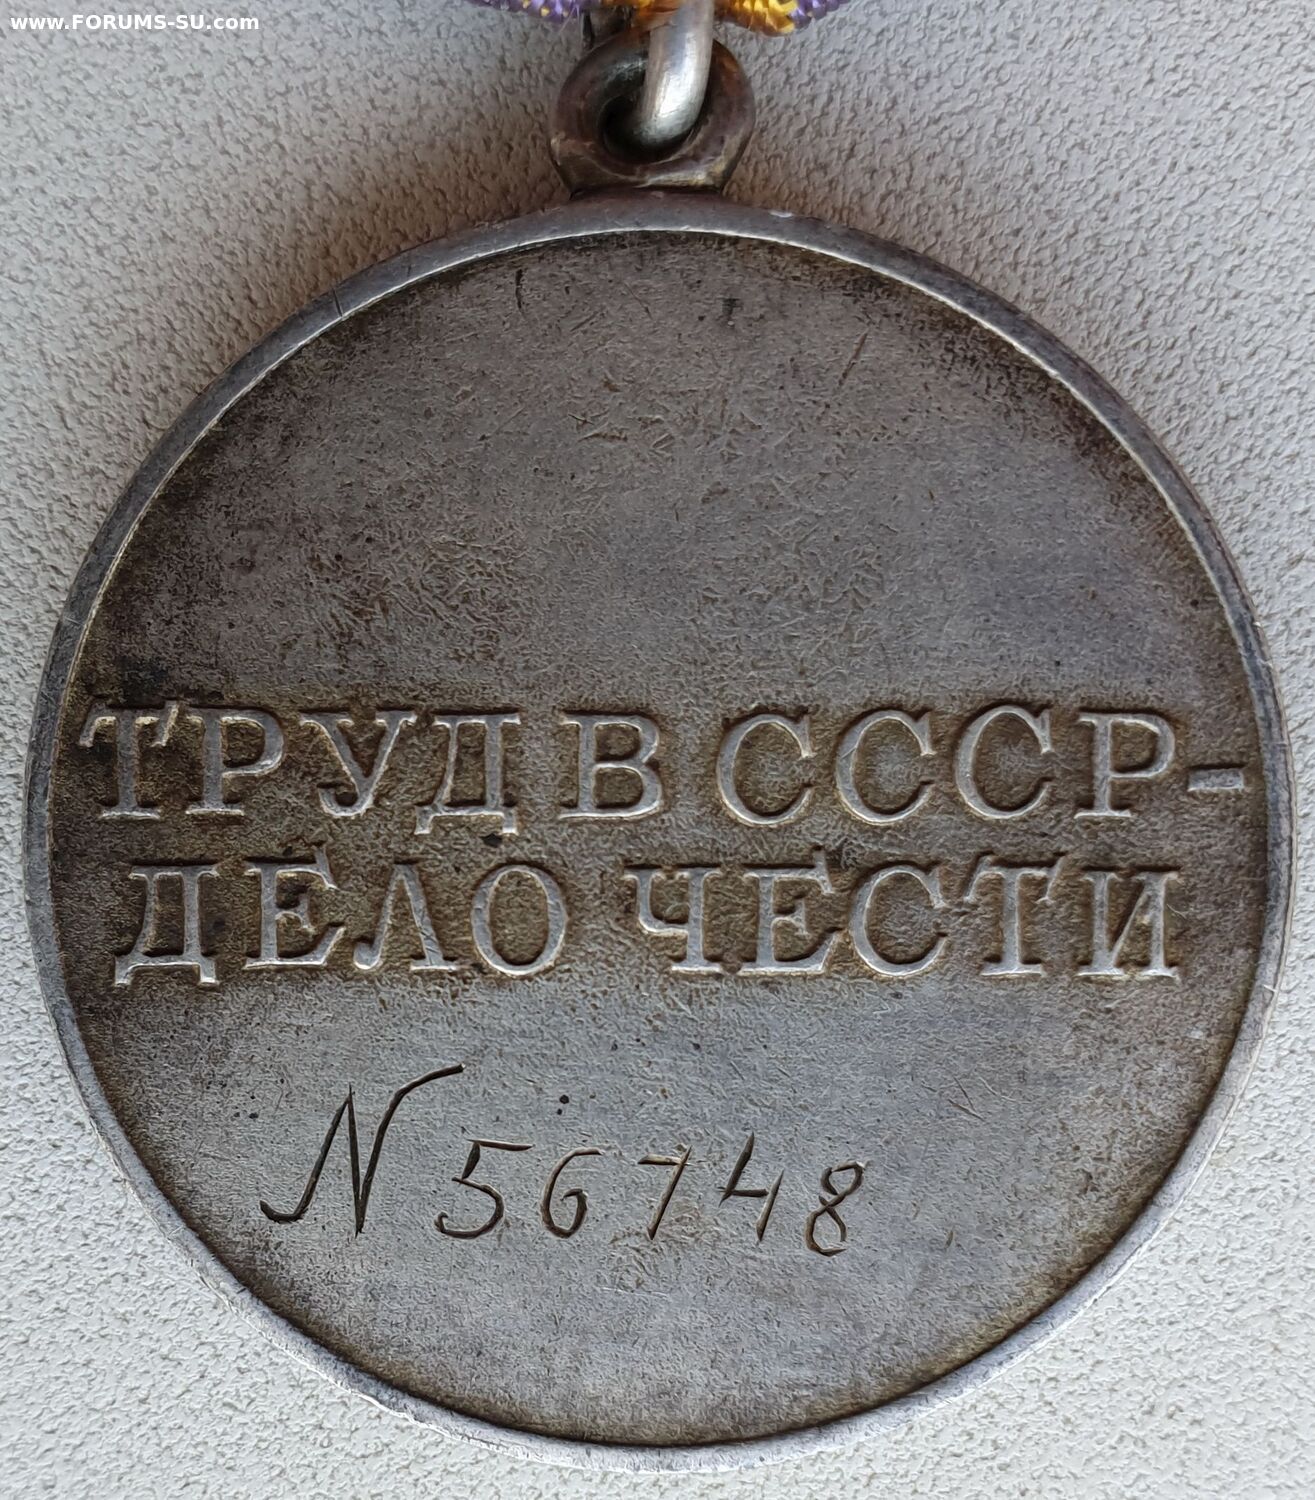 www.FORUMS-SU.com
ТРУД В СССР-
ДЕЛО ЧЕСТИ
N 56748